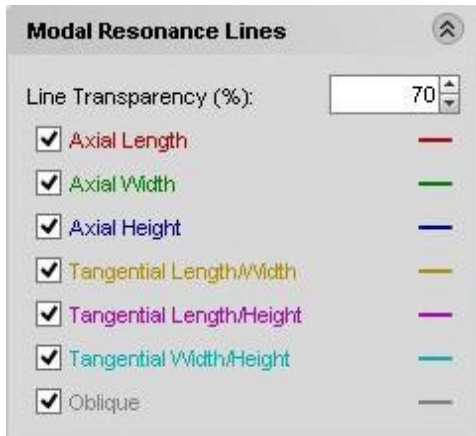 Modal Resonance Lines
Line Transparency (%): 70
Axial Length
Axial Width
Axial Height
Tangential Length/Width
Tangential Length/Height
Tangential Width/Height
Oblique